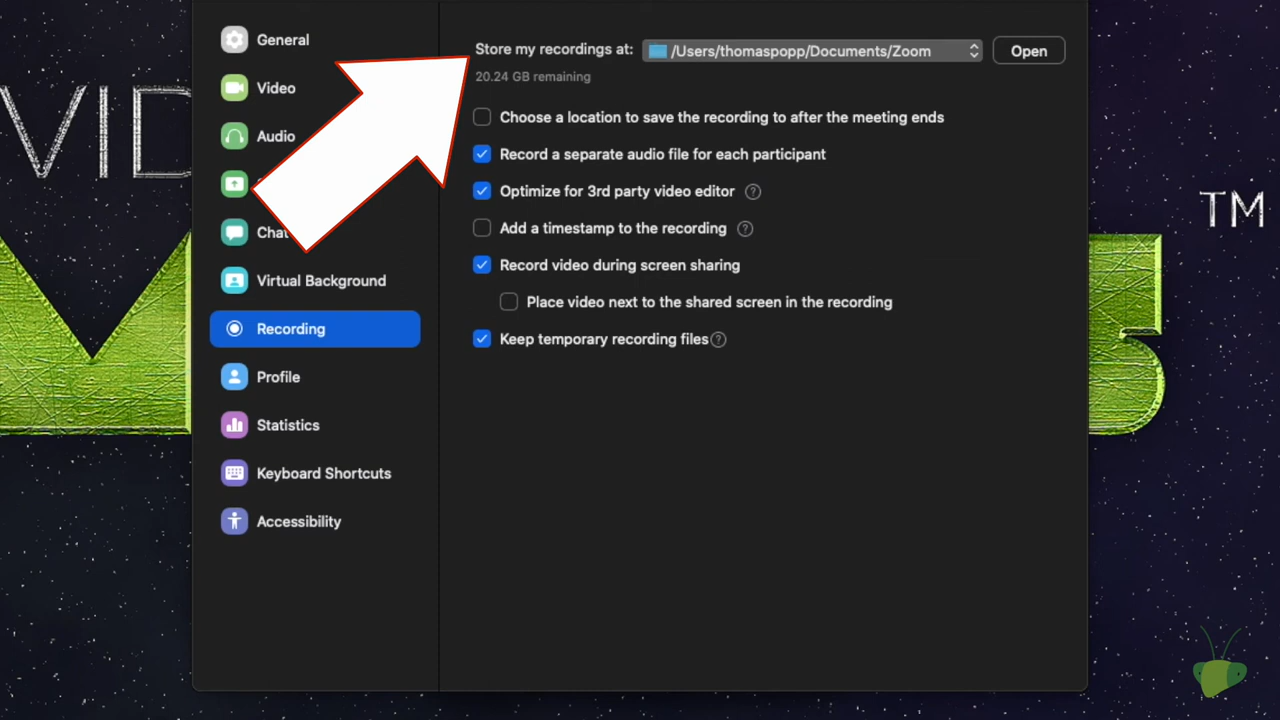 General
Video
Audio
Chat
Virtual Background
Recording
Profile
Statistics
Keyboard Shortcuts
Accessibility
Store my recordings at: /Users/thomaspopp/Documents/Zoom Open
20.24 GB remaining
Choose a location to save the recording to after the meeting ends
Record a separate audio file for each participant
Optimize for 3rd party video editor ?
Add a timestamp to the recording ?
Record video during screen sharing
Place video next to the shared screen in the recording
Keep temporary recording files ?
VID
TM